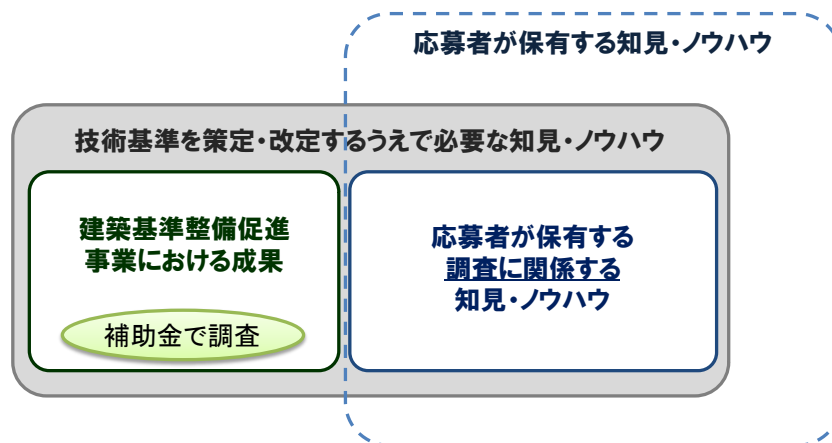 応募者が保有する知見・ノウハウ
技術基準を策定・改定するうえで必要な知見・ノウハウ
建築基準整備促進
事業における成果
補助金で調査
応募者が保有する
調査に関係する
知見・ノウハウ